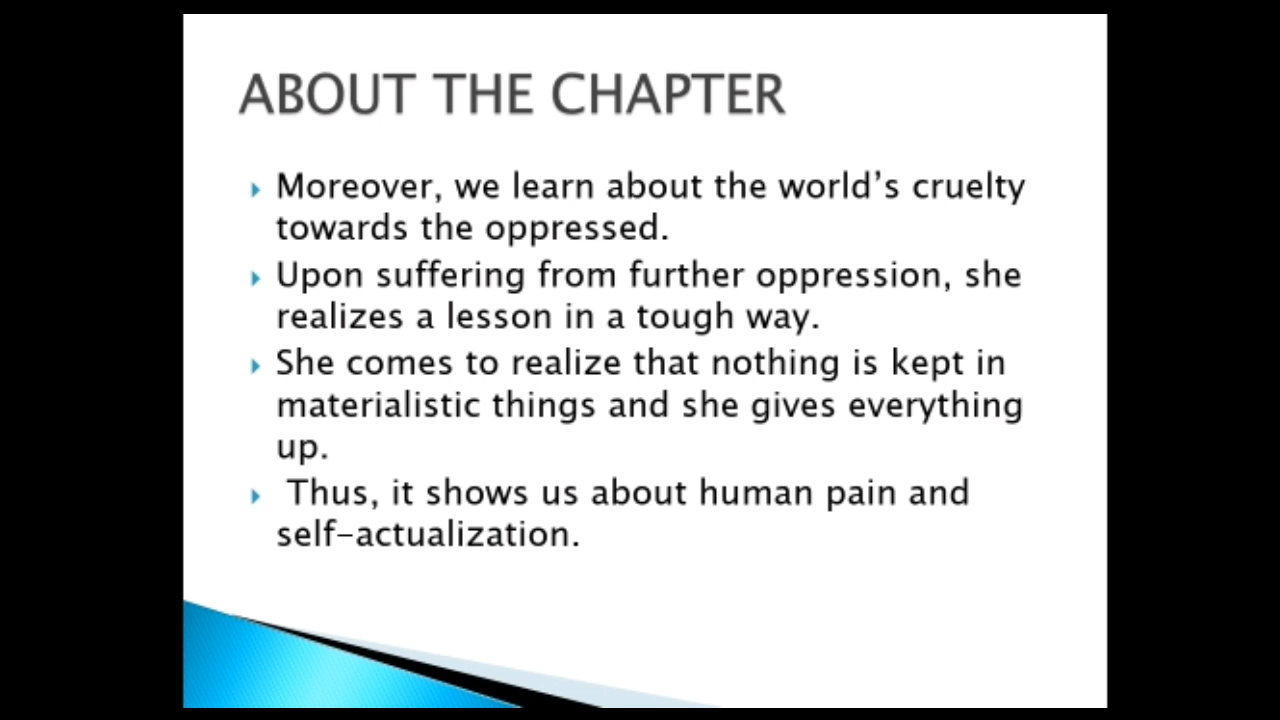 ABOUT THE CHAPTER
Moreover, we learn about the world’s cruelty
towards the oppressed.
Upon suffering from further oppression, she
realizes a lesson in a tough way.
She comes to realize that nothing is kept in
materialistic things and she gives everything
up.
Thus, it shows us about human pain and
self-actualization.